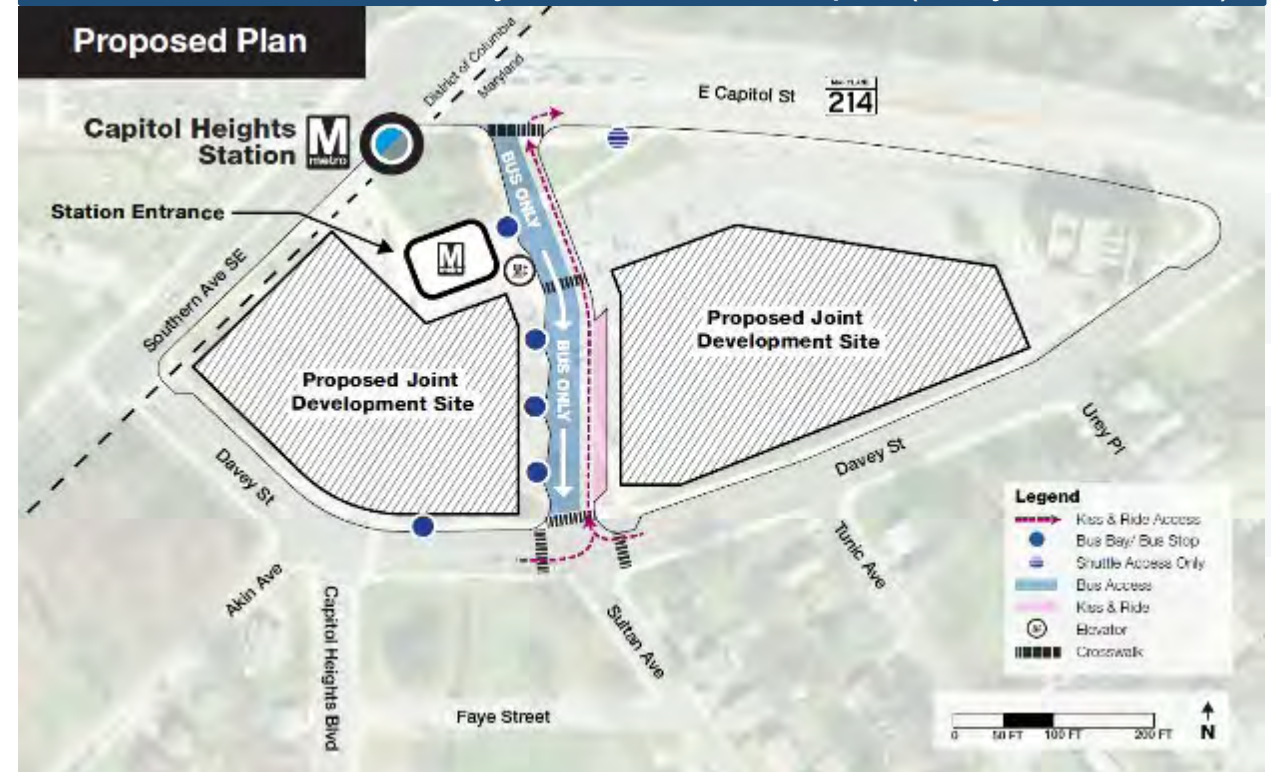 Proposed Plan
District of Columbia
Maryland
E Capitol St
MARYLAND
214
Capitol Heights
Station
M
metro
Station Entrance
M
metro
BUS ONLY
BUS ONLY
Southern Ave SE
Proposed Joint
Development Site
Proposed Joint
Development Site
Davey St
Davey St
Urey Pl
Tunic Ave
Akin Ave
Capitol Heights Blvd
Sultan Ave
Faye Street
Legend
Kiss & Ride Access
Bus Bay/ Bus Stop
Shuttle Access Only
Bus Access
Kiss & Ride
Elevator
Crosswalk
0 50 FT 100 FT 200 FT
N